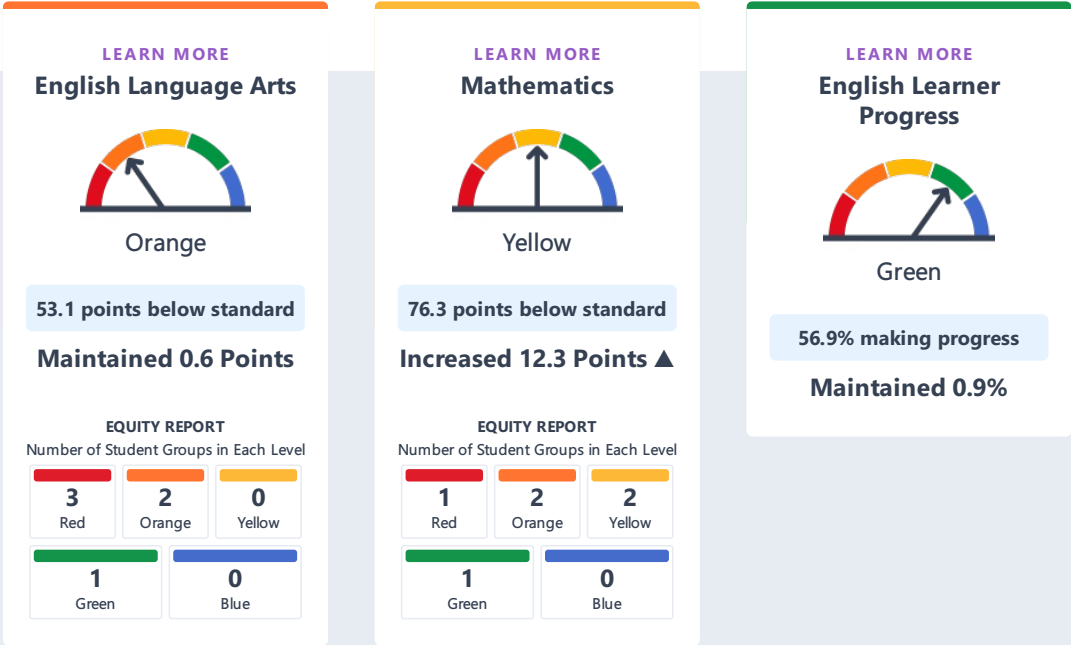 LEARN MORE
English Language Arts
Orange
53.1 points below standard
Maintained 0.6 Points
EQUITY REPORT
Number of Student Groups in Each Level
3
Red
2
Orange
0
Yellow
1
Green
0
Blue
LEARN MORE
Mathematics
Yellow
76.3 points below standard
Increased 12.3 Points ▲
EQUITY REPORT
Number of Student Groups in Each Level
1
Red
2
Orange
2
Yellow
1
Green
0
Blue
LEARN MORE
English Learner
Progress
Green
56.9% making progress
Maintained 0.9%